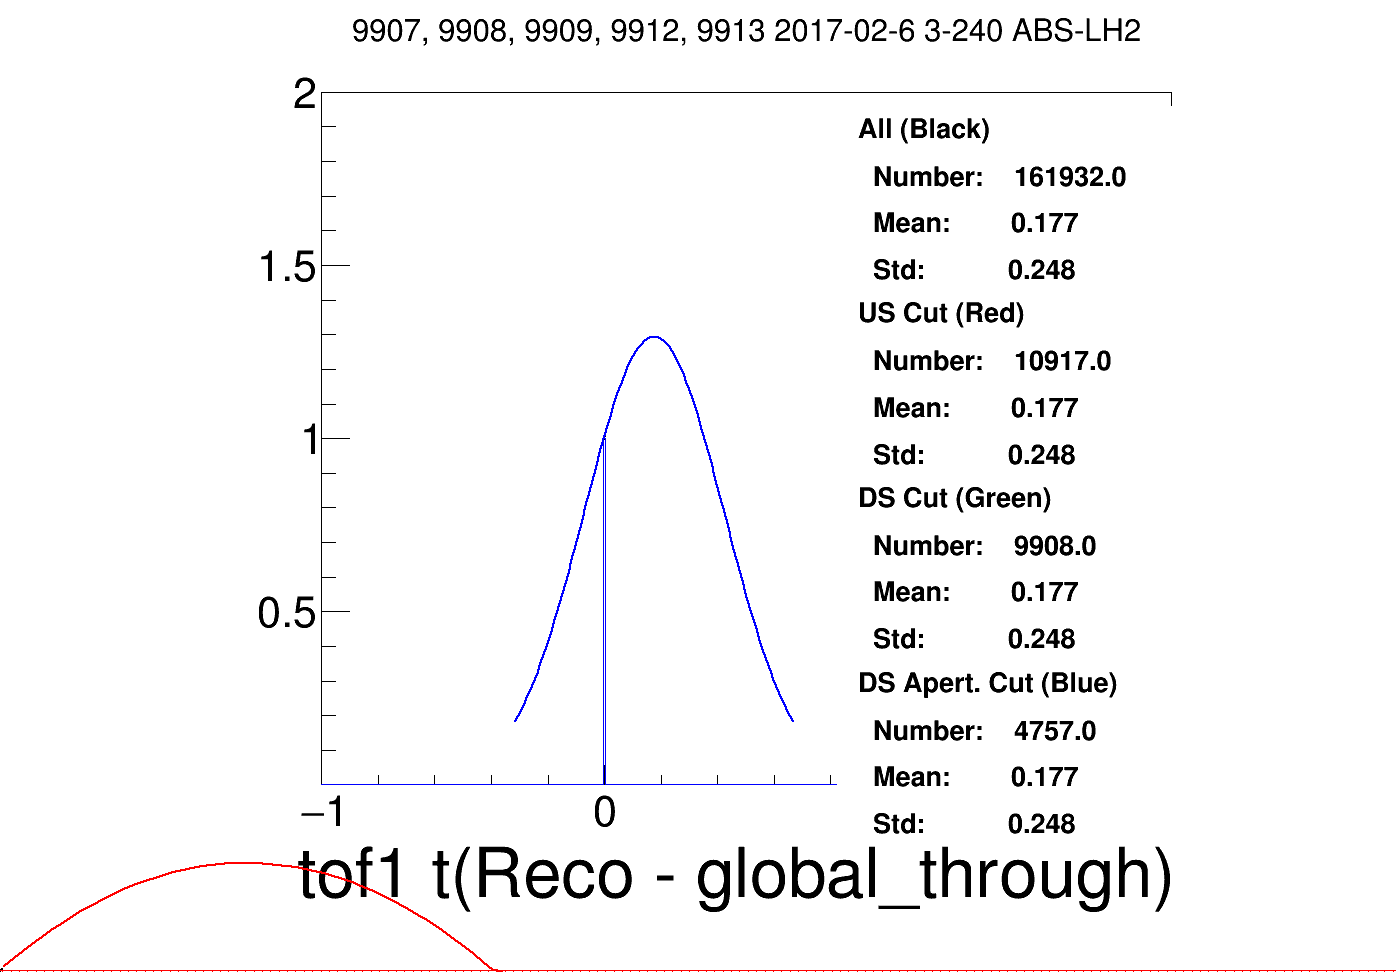 9907, 9908, 9909, 9912, 9913 2017-02-6 3-240 ABS-LH2
2
1.5
1
0.5
−1
0
All (Black)
Number: 161932.0
Mean: 0.177
Std: 0.248
US Cut (Red)
Number: 10917.0
Mean: 0.177
Std: 0.248
DS Cut (Green)
Number: 9908.0
Mean: 0.177
Std: 0.248
DS Apert. Cut (Blue)
Number: 4757.0
Mean: 0.177
Std: 0.248
tof1 t(Reco - global_through)